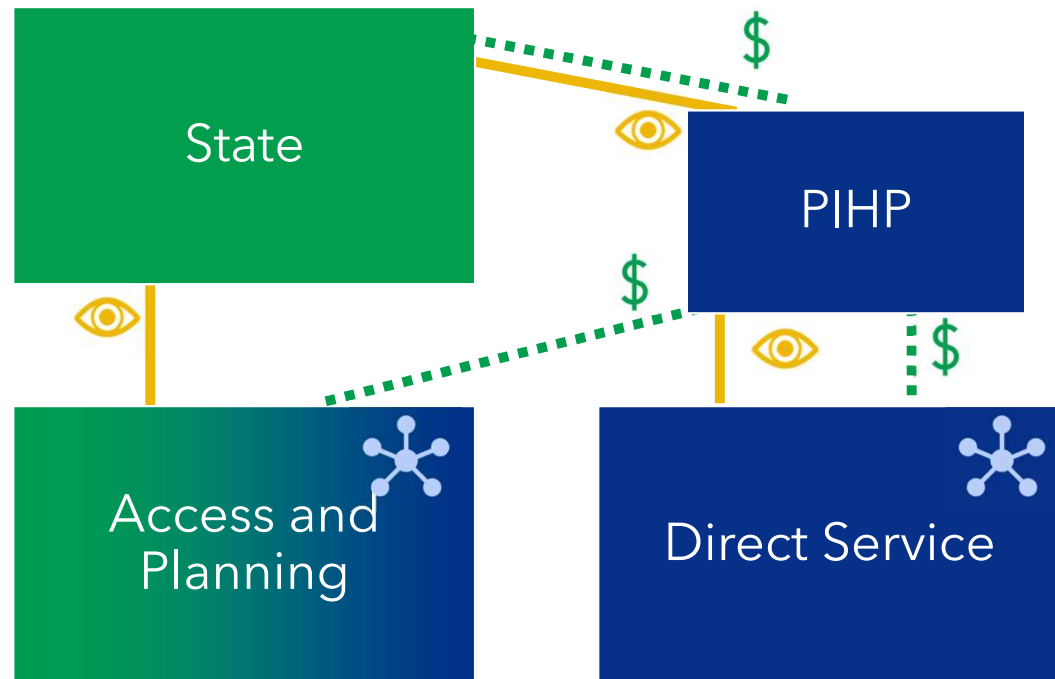 $
State
PIHP
$
$
Access and
Planning
Direct Service